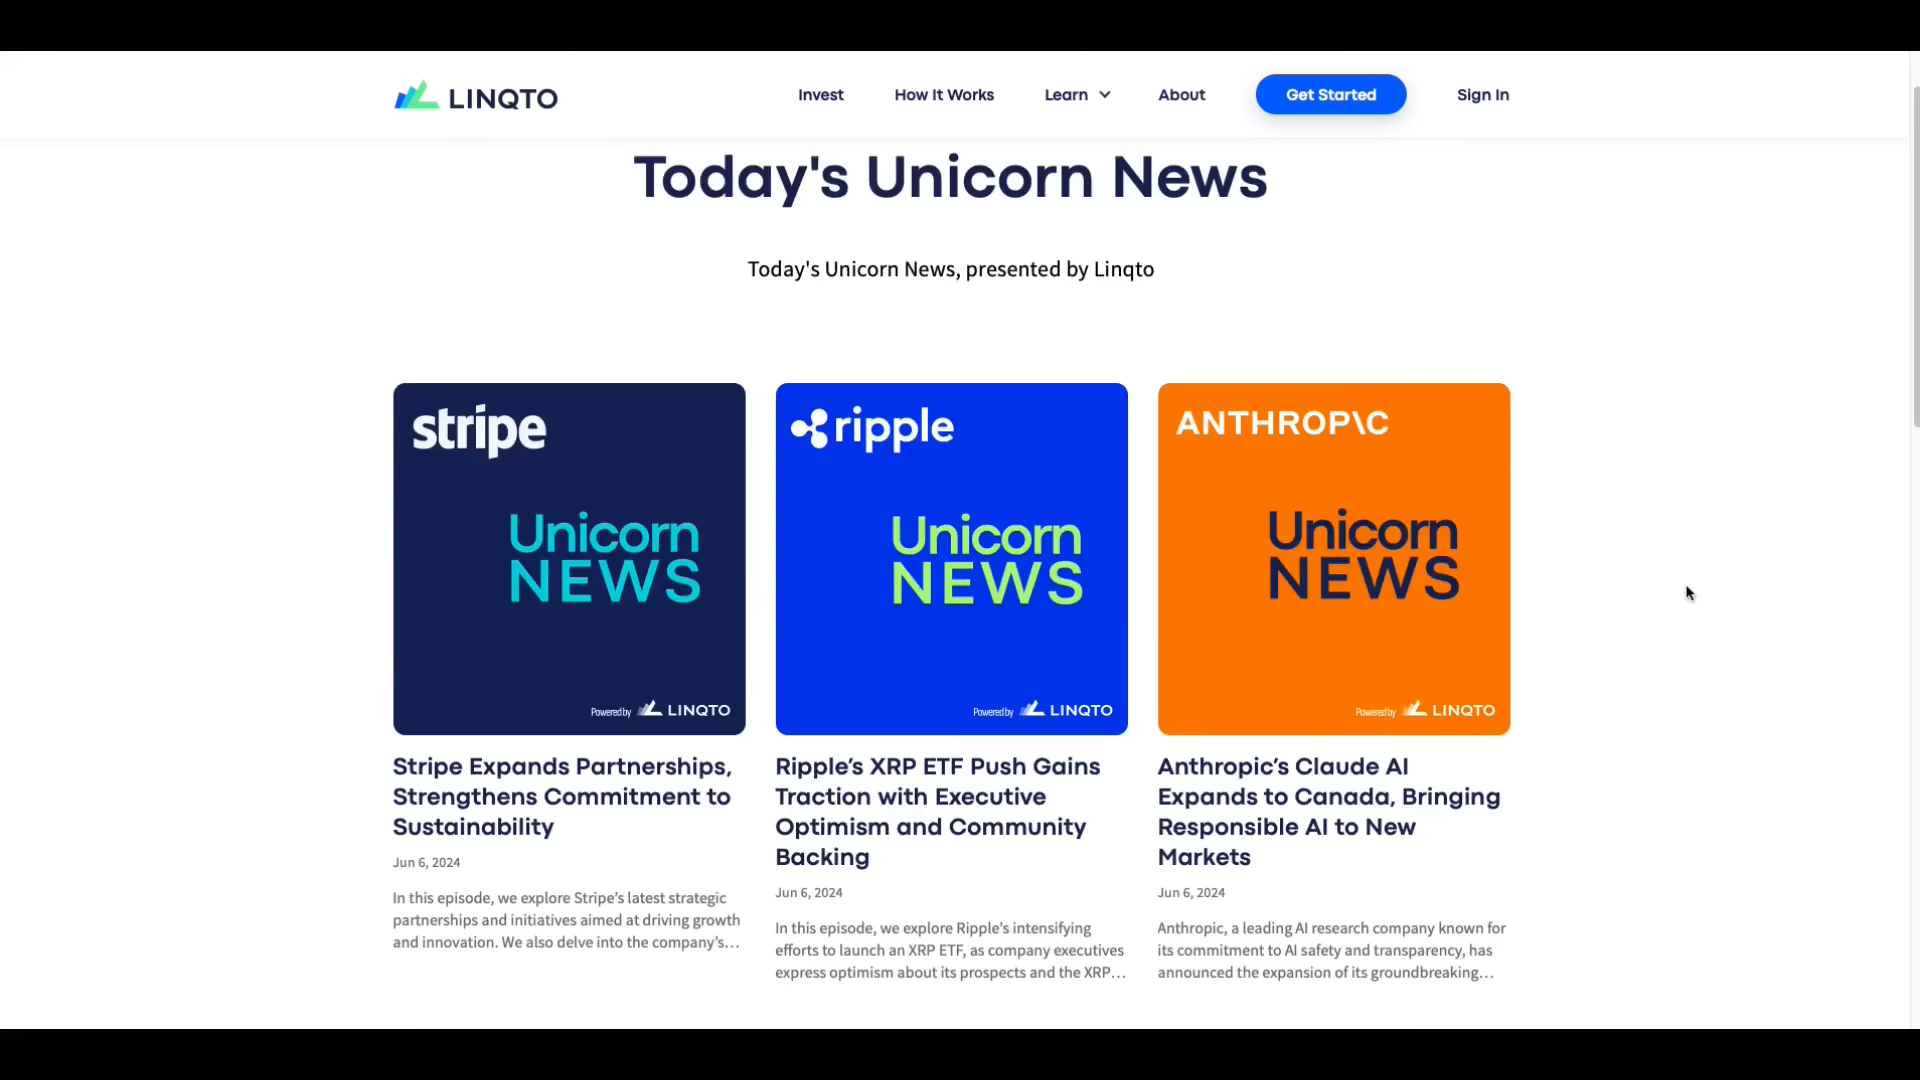 LINQTO
Invest
How It Works
Learn
About
Get Started
Sign In
Today's Unicorn News
Today's Unicorn News, presented by Linqto
stripe
Unicorn
NEWS
Powered by LINQTO
Stripe Expands Partnerships,
Strengthens Commitment to
Sustainability
Jun 6, 2024
In this episode, we explore Stripe’s latest strategic
partnerships and initiatives aimed at driving growth
and innovation. We also delve into the company’s…
ripple
Unicorn
NEWS
Powered by LINQTO
Ripple’s XRP ETF Push Gains
Traction with Executive
Optimism and Community
Backing
Jun 6, 2024
In this episode, we explore Ripple’s intensifying
efforts to launch an XRP ETF, as company executives
express optimism about its prospects and the XRP…
ANTHROP\C
Unicorn
NEWS
Powered by LINQTO
Anthropic’s Claude AI
Expands to Canada, Bringing
Responsible AI to New
Markets
Jun 6, 2024
Anthropic, a leading AI research company known for
its commitment to AI safety and transparency, has
announced the expansion of its groundbreaking…